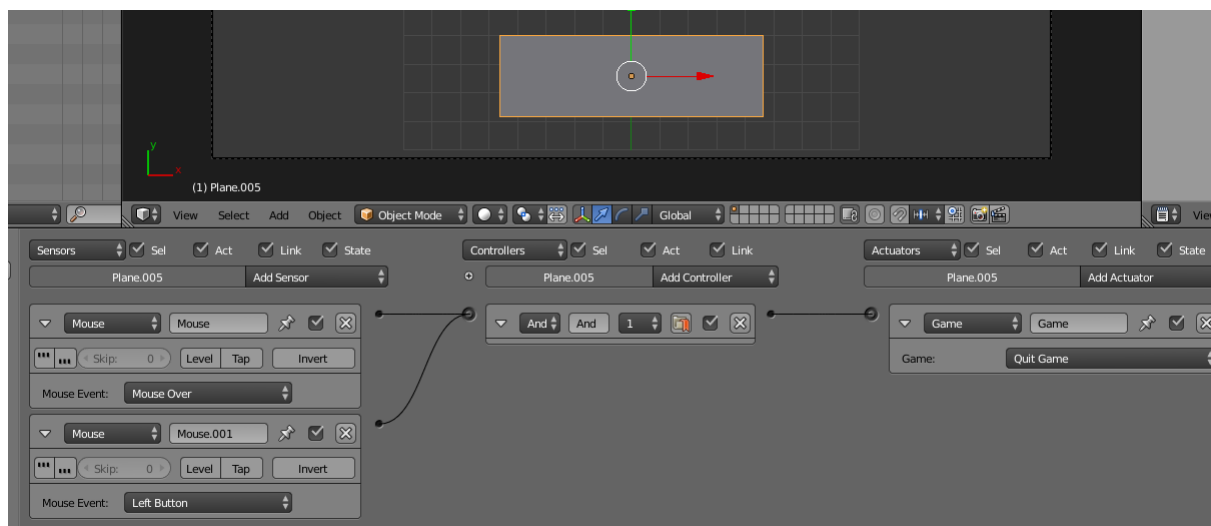 y
x
(1) Plane.005
View Select Add Object Object Mode Global
Sensors Sel Act Link State Controllers Sel Act Link Actuators Sel Act Link State
Plane.005 Add Sensor Plane.005 Add Controller Plane.005 Add Actuator
Mouse Mouse And And 1 Game Game
Skip: 0 Level Tap Invert Game: Quit Game
Mouse Event: Mouse Over
Mouse Mouse.001
Skip: 0 Level Tap Invert
Mouse Event: Left Button